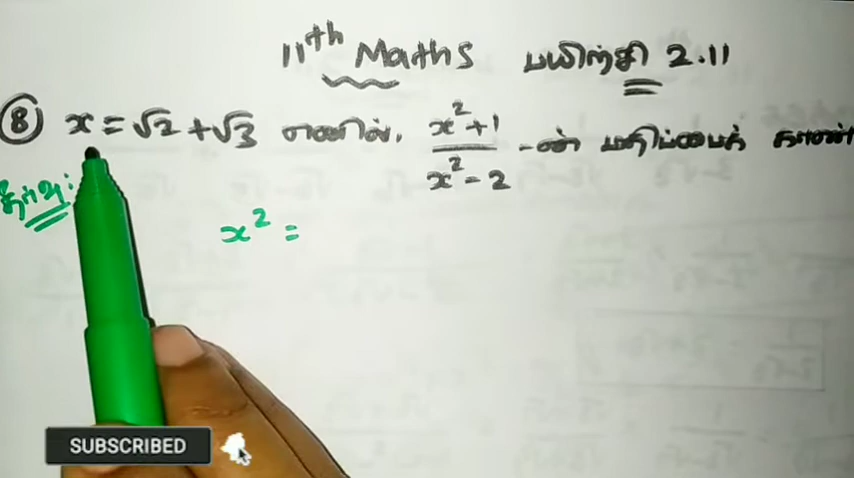 11th Maths பயிற்சி 2.11
8 x = √2 + √3 எனில், x²+1 / x²-2 -ன் மதிப்பைக் காண்
தீர்வு:
x² =
SUBSCRIBED